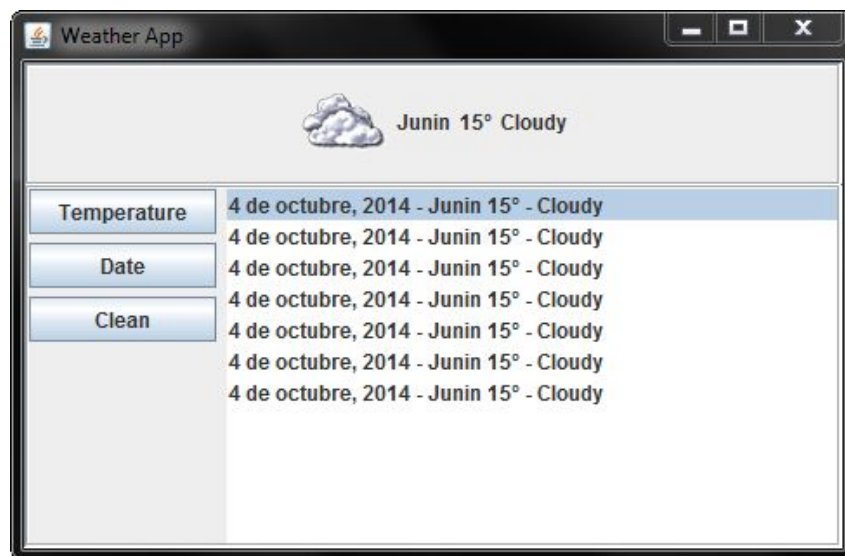 Weather App
Junin 15° Cloudy
Temperature
Date
Clean
4 de octubre, 2014 - Junin 15° - Cloudy
4 de octubre, 2014 - Junin 15° - Cloudy
4 de octubre, 2014 - Junin 15° - Cloudy
4 de octubre, 2014 - Junin 15° - Cloudy
4 de octubre, 2014 - Junin 15° - Cloudy
4 de octubre, 2014 - Junin 15° - Cloudy
4 de octubre, 2014 - Junin 15° - Cloudy